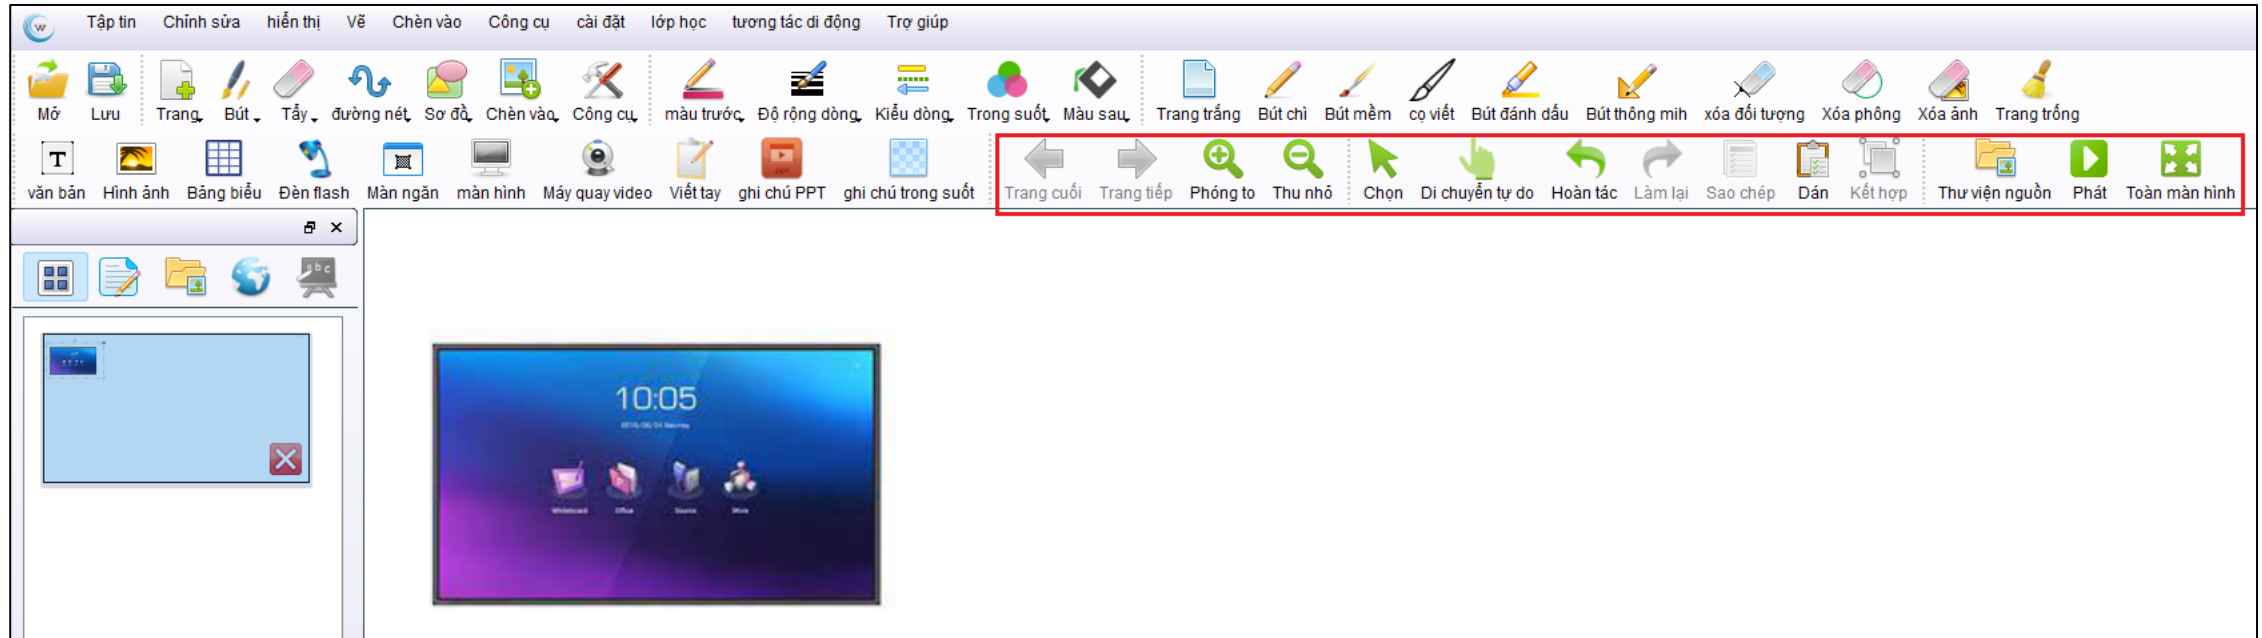 Tập tin Chỉnh sửa hiển thị Vẽ Chèn vào Công cụ cài đặt lớp học tương tác di động Trợ giúp
Mở Lưu Trang Bút Tẩy đường nét Sơ đồ Chèn vào Công cụ màu trước Độ rộng dòng Kiểu dòng Trong suốt Màu sau Trang trắng Bút chì Bút mềm cọ viết Bút đánh dấu Bút thông mih xóa đối tượng Xóa phông Xóa ảnh Trang trống
T
ppt
văn bản Hình ảnh Bảng biểu Đèn flash Màn ngăn màn hình Máy quay video Viết tay ghi chú PPT ghi chú trong suốt Trang cuối Trang tiếp Phóng to Thu nhỏ Chọn Di chuyển tự do Hoàn tác Làm lại Sao chép Dán Kết hợp Thư viện nguồn Phát Toàn màn hình
abc
10:05
Whiteboard Office Source More